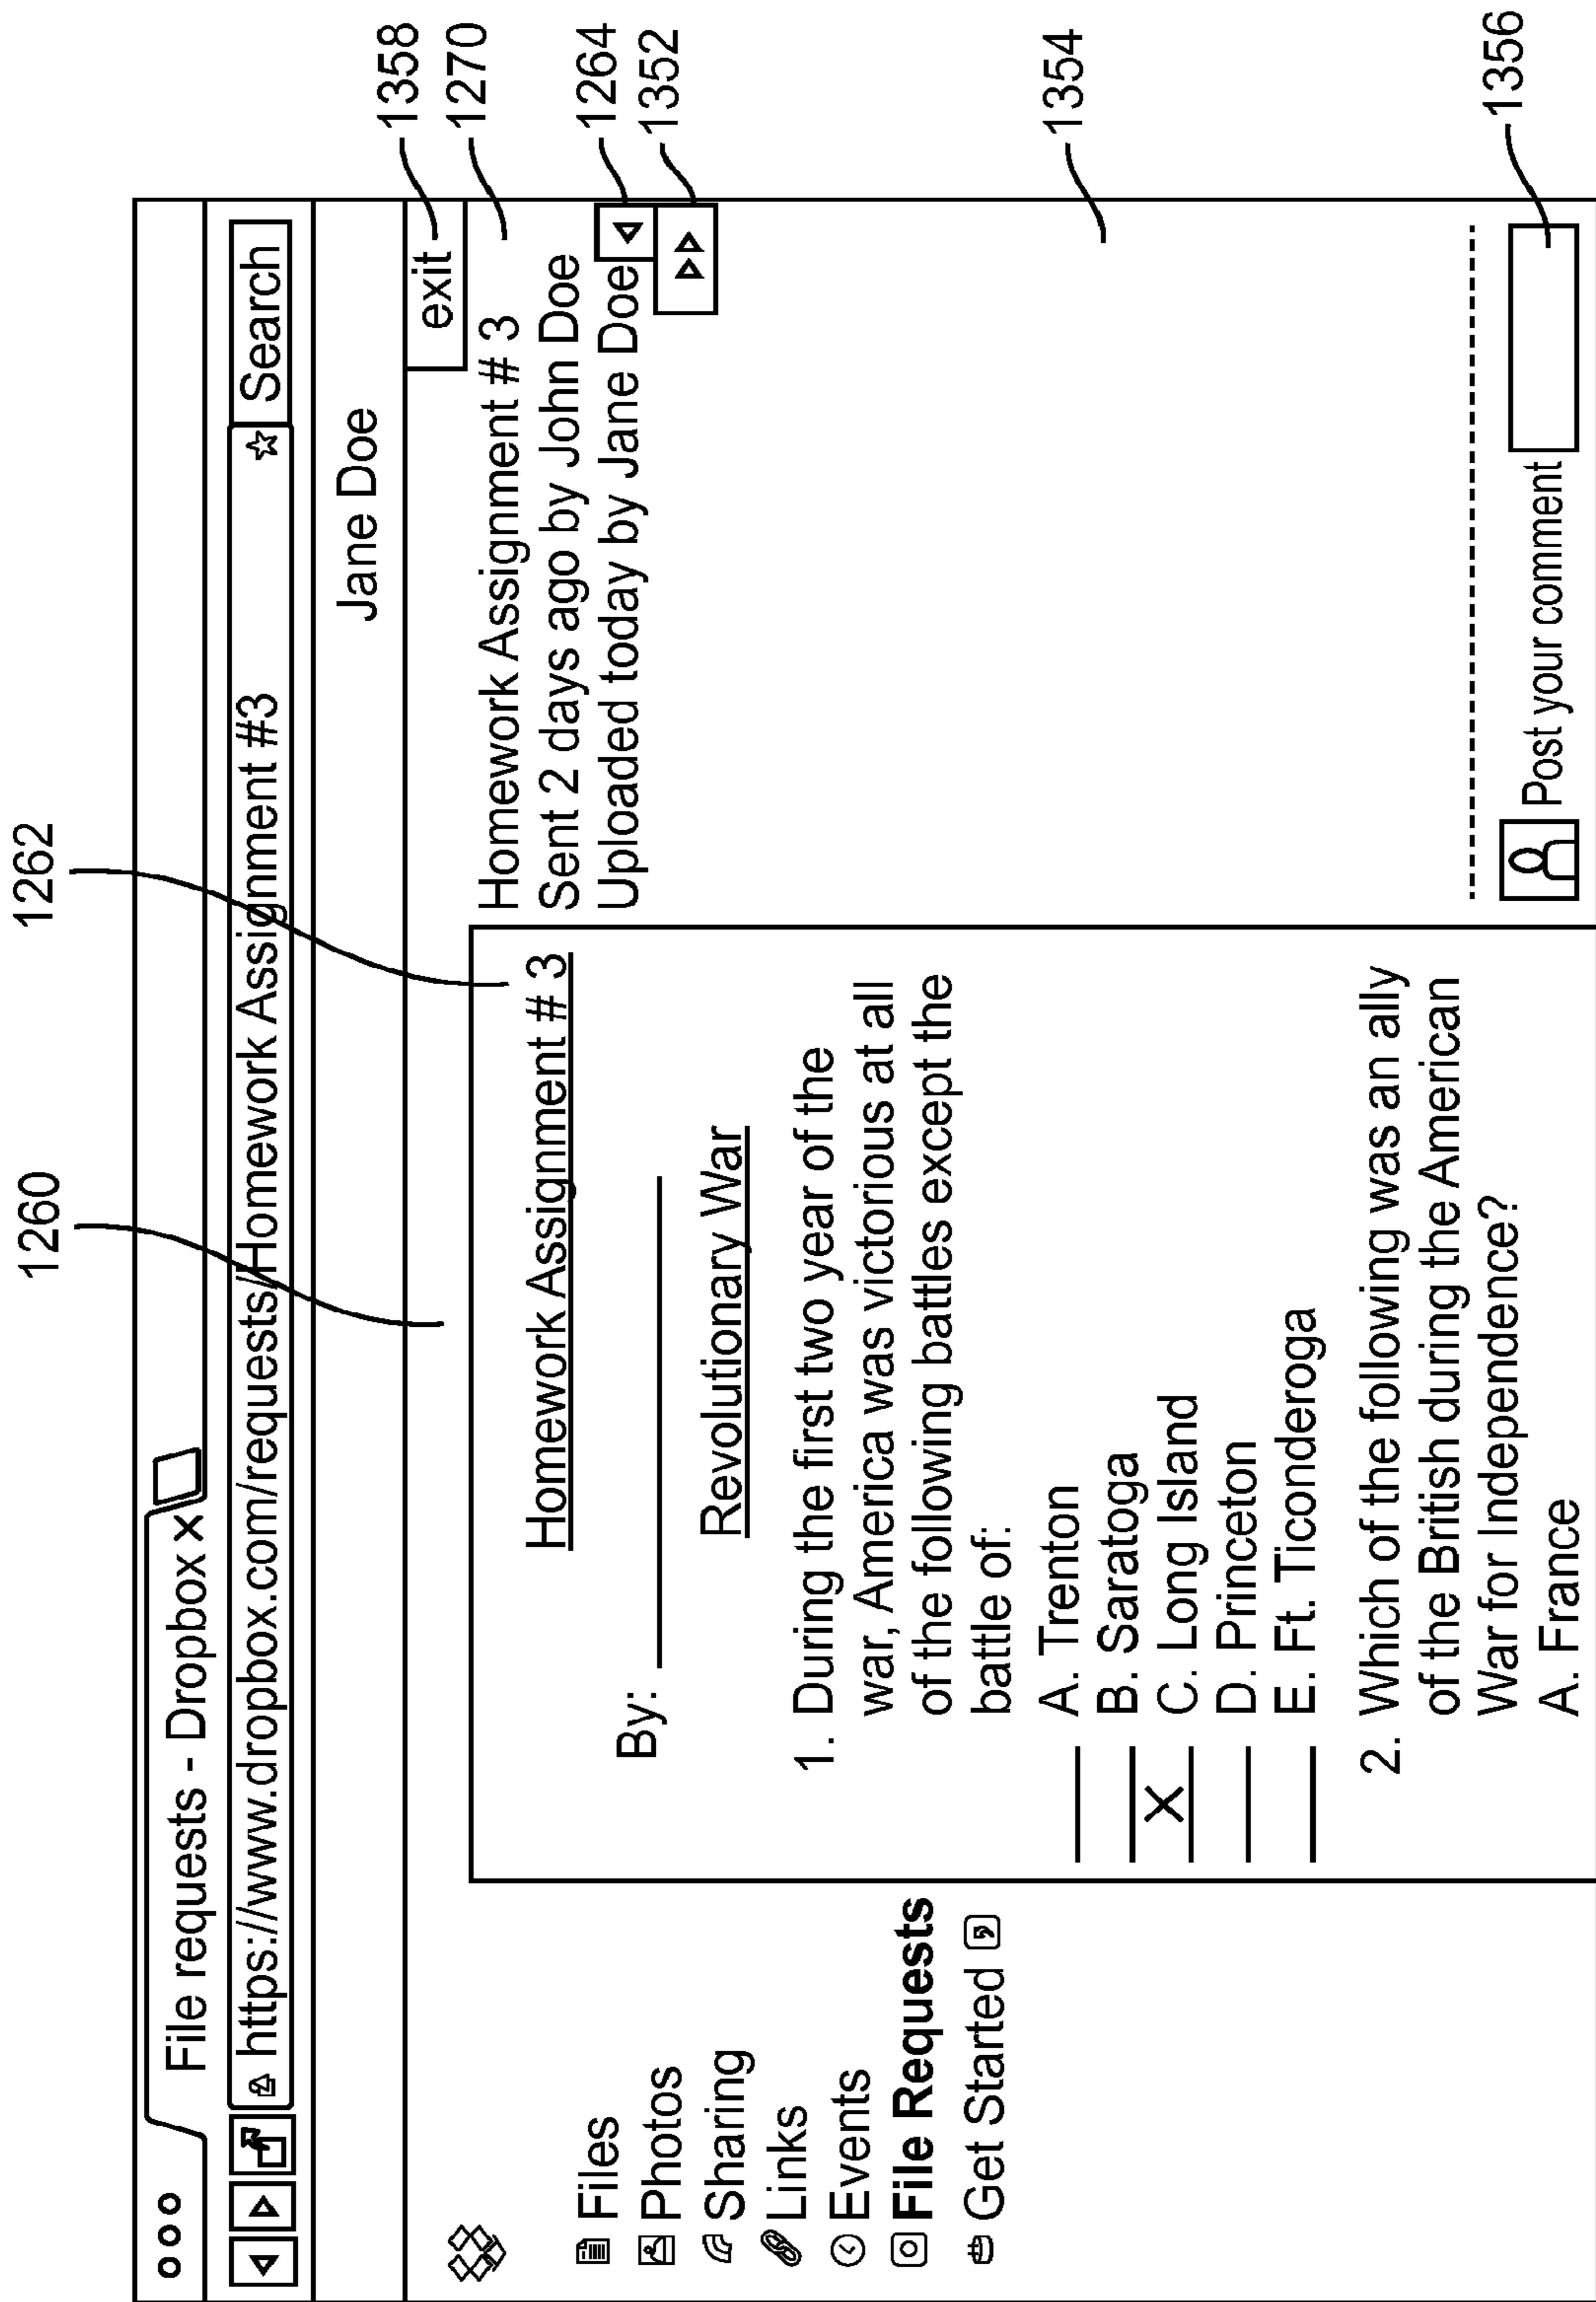 1260
1262
File requests - Dropbox X
https://www.dropbox.com/requests/Homework Assignment #3
Search
Jane Doe
exit
1358
Files
Photos
Sharing
Links
Events
File Requests
Get Started
Homework Assignment # 3
By:
Revolutionary War
1. During the first two year of the
war, America was victorious at all
of the following battles except the
battle of:
A. Trenton
B. Saratoga
X C. Long Island
D. Princeton
E. Ft. Ticonderoga
2. Which of the following was an ally
of the British during the American
War for Independence?
A. France
Homework Assignment # 3
1270
Sent 2 days ago by John Doe
Uploaded today by Jane Doe
1264
1352
1354
Post your comment
1356